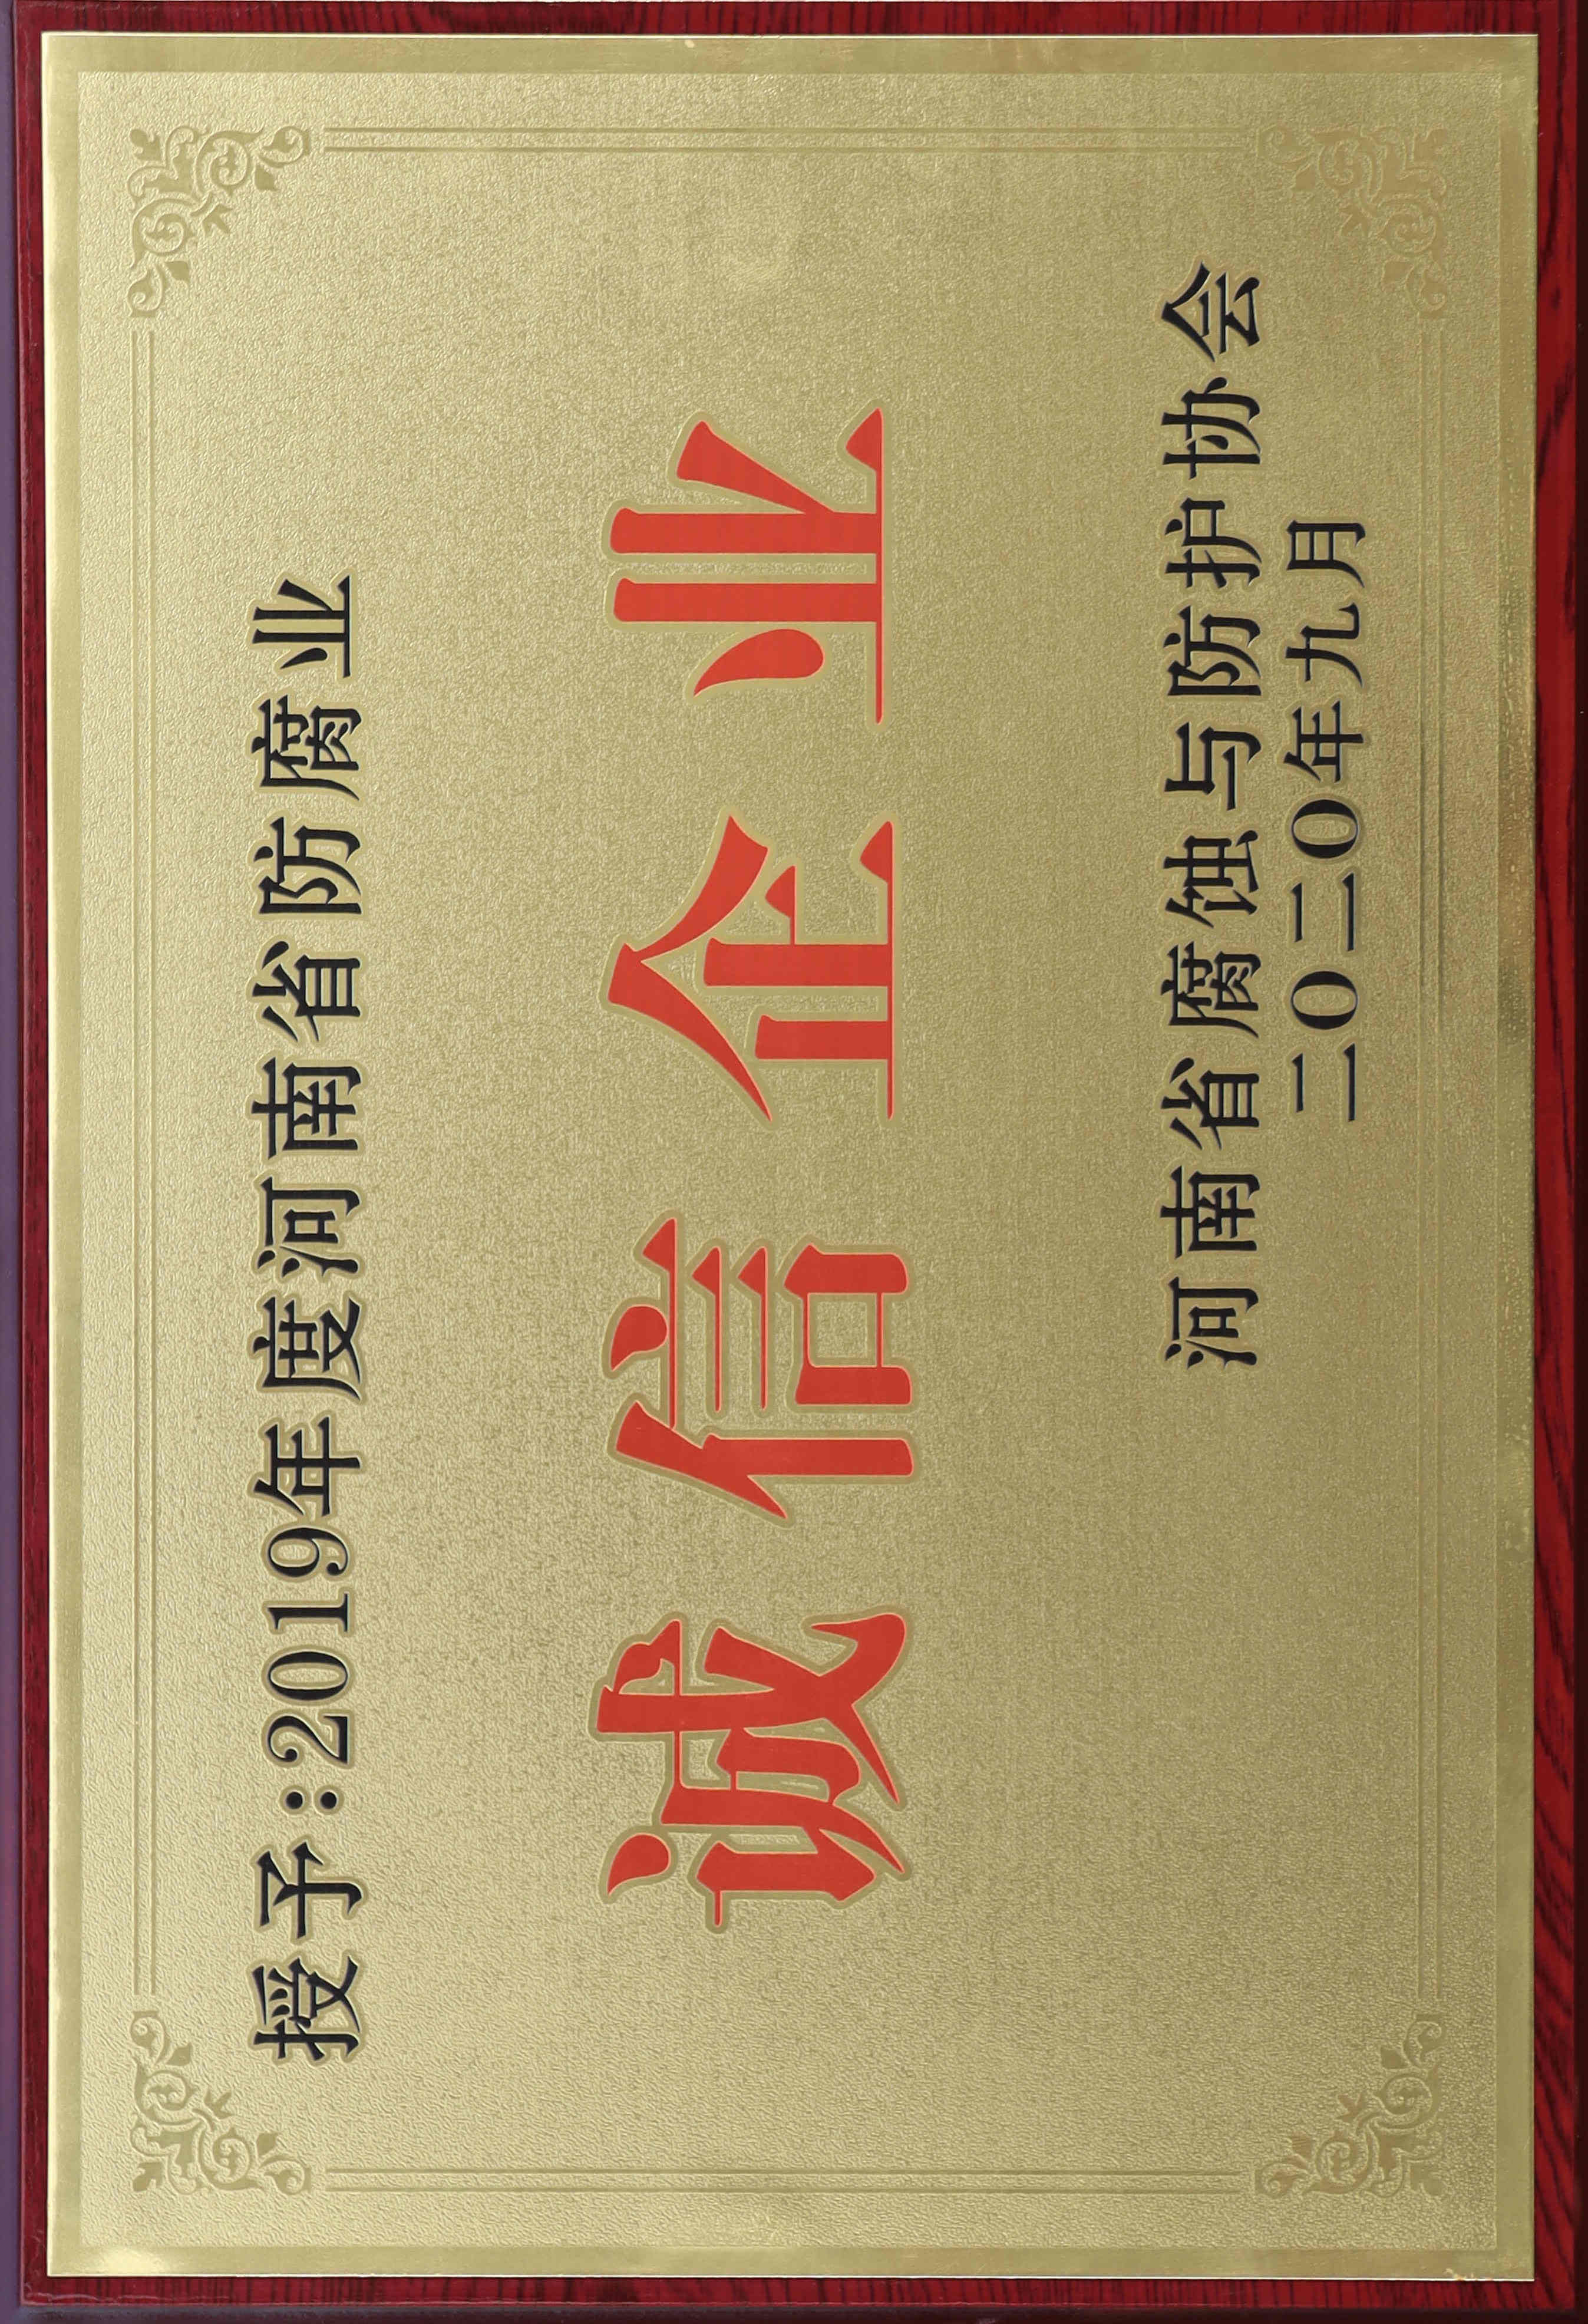 授予:2019年度河南省防腐业
诚信企业
河南省腐蚀与防护协会
二〇二〇年九月